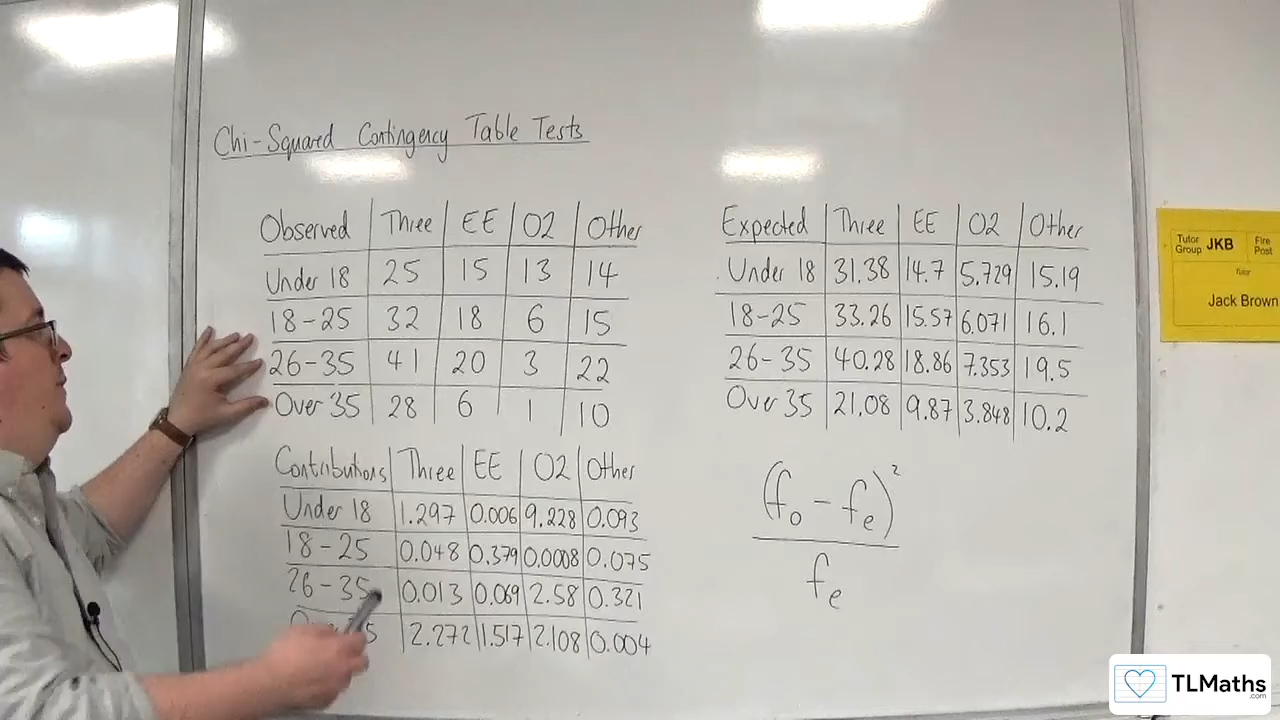 Chi-Squared Contingency Table Tests
Observed Three EE O2 Other
Under 18 25 15 13 14
18-25 32 18 6 15
26-35 41 20 3 22
Over 35 28 6 1 10
Contributions Three EE O2 Other
Under 18 1.297 0.006 9.228 0.093
18-25 0.048 0.379 0.0008 0.075
26-35 0.013 0.069 2.58 0.321
5 2.272 1.517 2.108 0.004
Expected Three EE O2 Other
Under 18 31.38 14.7 5.729 15.19
18-25 33.26 15.57 6.071 16.1
26-35 40.28 18.86 7.353 19.5
Over 35 21.08 9.87 3.848 10.2
(fo - fe)²
fe
Tutor Group JKB Fire Post
Tutor
Jack Brown
TLMaths
.com